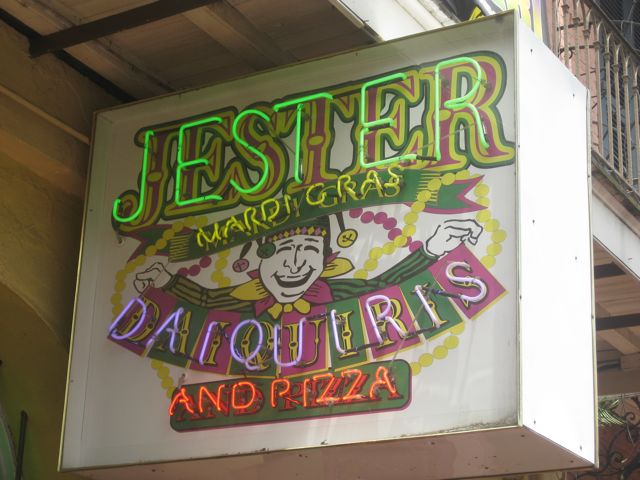 JESTER
MARDI GRAS
DAIQUIRIS
AND PIZZA